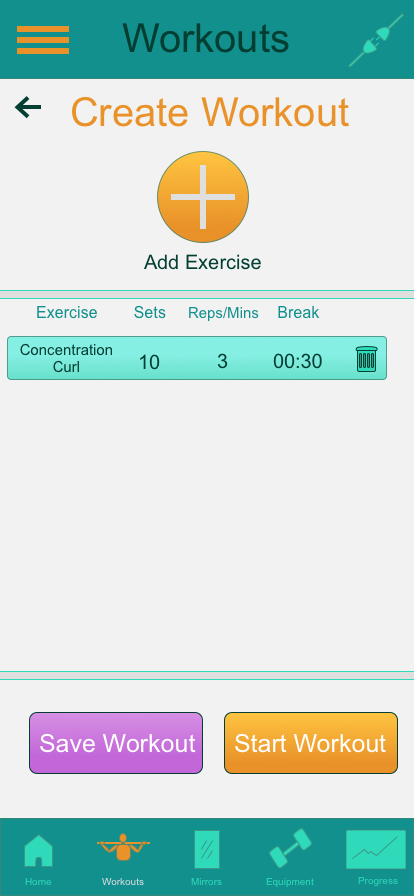 Workouts
Create Workout
Add Exercise
Exercise Sets Reps/Mins Break
Concentration
Curl 10 3 00:30
Save Workout Start Workout
Home Workouts Mirrors Equipment Progress